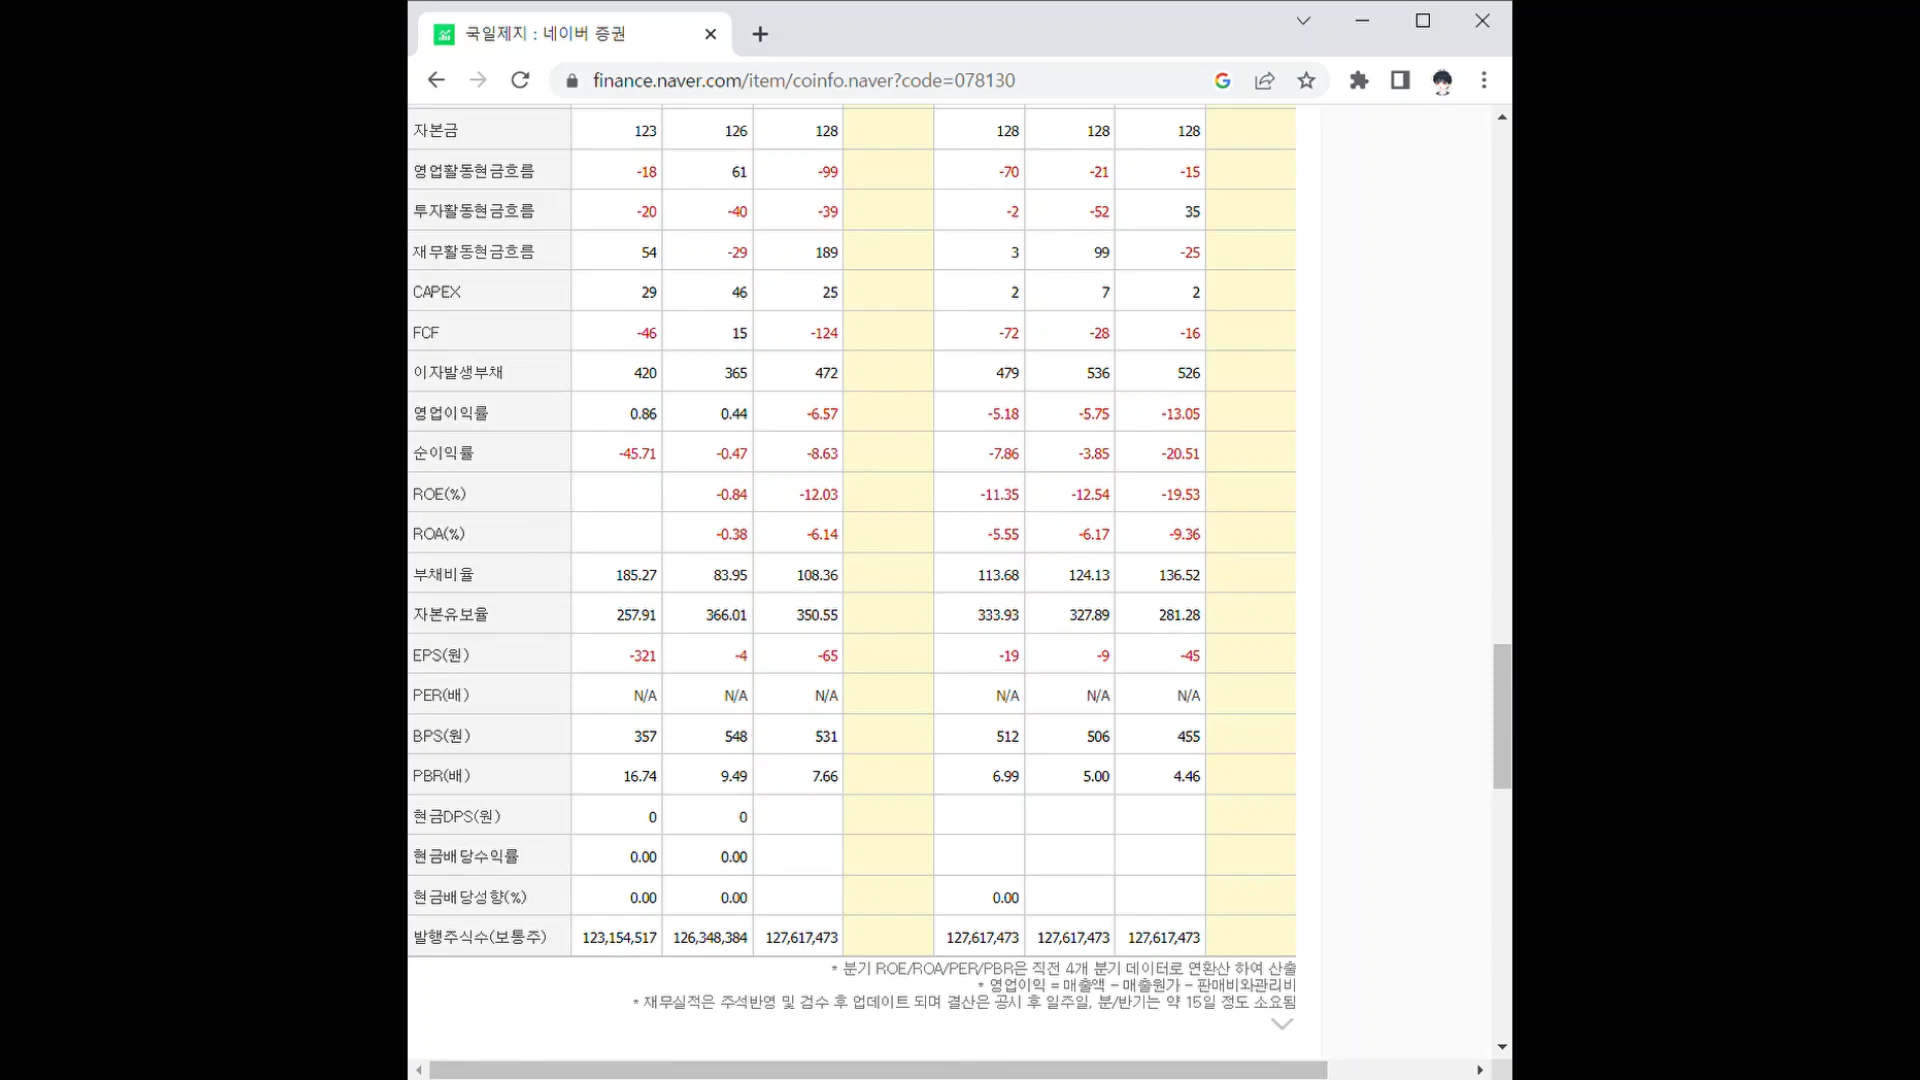 국일제지 : 네이버 증권
finance.naver.com/item/coinfo.naver?code=078130
자본금 123 126 128 128 128 128
영업활동현금흐름 -18 61 -99 -70 -21 -15
투자활동현금흐름 -20 -40 -39 -2 -52 35
재무활동현금흐름 54 -29 189 3 99 -25
CAPEX 29 46 25 2 7 2
FCF -46 15 -124 -72 -28 -16
이자발생부채 420 365 472 479 536 526
영업이익률 0.86 0.44 -6.57 -5.18 -5.75 -13.05
순이익률 -45.71 -0.47 -8.63 -7.86 -3.85 -20.51
ROE(%) -0.84 -12.03 -11.35 -12.54 -19.53
ROA(%) -0.38 -6.14 -5.55 -6.17 -9.36
부채비율 185.27 83.95 108.36 113.68 124.13 136.52
자본유보율 257.91 366.01 350.55 333.93 327.89 281.28
EPS(원) -321 -4 -65 -19 -9 -45
PER(배) N/A N/A N/A N/A N/A N/A
BPS(원) 357 548 531 512 506 455
PBR(배) 16.74 9.49 7.66 6.99 5.00 4.46
현금DPS(원) 0 0
현금배당수익률 0.00 0.00
현금배당성향(%) 0.00 0.00 0.00
발행주식수(보통주) 123,154,517 126,348,384 127,617,473 127,617,473 127,617,473 127,617,473
* 분기 ROE/ROA/PER/PBR은 직전 4개 분기 데이터로 연환산 하여 산출
* 영업이익 = 매출액 - 매출원가 - 판매비와관리비
* 재무실적은 주석반영 및 검수 후 업데이트 되며 결산은 공시 후 일주일, 분/반기는 약 15일 정도 소요됨